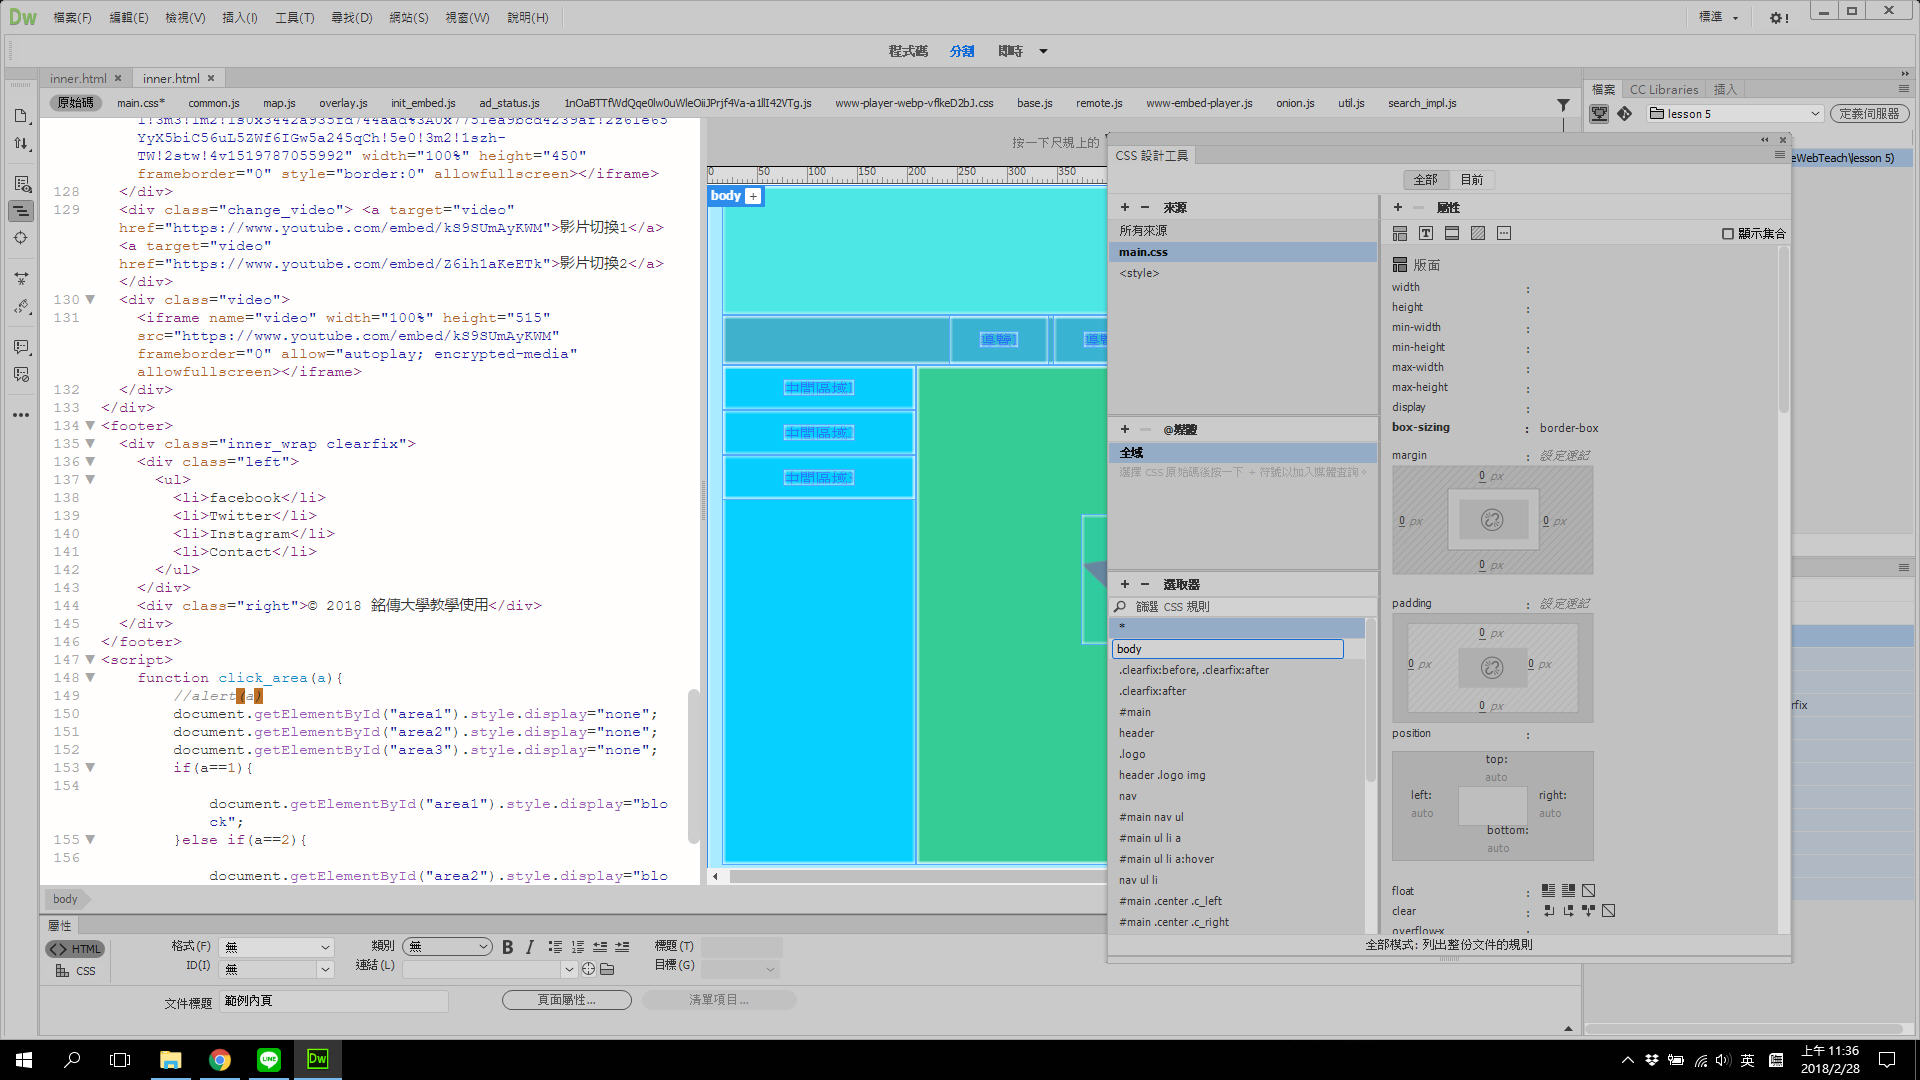 Dw 檔案(F) 編輯(E) 檢視(V) 插入(I) 工具(T) 尋找(D) 網站(S) 視窗(W) 說明(H) 標準
程式碼 分割 即時
inner.html × inner.html ×
原始碼 main.css* common.js map.js overlay.js init_embed.js ad_status.js www-player-webp-vflkeD2bJ.css base.js remote.js www-embed-player.js onion.js util.js search_impl.js
檔案 CC Libraries 插入
lesson 5 定義伺服器
eWebTeach\lesson 5)
YyX5biC56uL5ZWf6IGw5a245qCh!5e0!3m2!1szh-
TW!2stw!4v1519787055992" width="100%" height="450"
frameborder="0" style="border:0" allowfullscreen></iframe>
128 </div>
129 <div class="change_video"> <a target="video"
href="https://www.youtube.com/embed/kS9SUmAyKWM">影片切換1</a>
<a target="video"
href="https://www.youtube.com/embed/Z6ih1aKeETk">影片切換2</a>
</div>
130 <div class="video">
131 <iframe name="video" width="100%" height="515"
src="https://www.youtube.com/embed/kS9SUmAyKWM"
frameborder="0" allow="autoplay; encrypted-media"
allowfullscreen></iframe>
132 </div>
133 </div>
134 <footer>
135 <div class="inner_wrap clearfix">
136 <div class="left">
137 <ul>
138 <li>facebook</li>
139 <li>Twitter</li>
140 <li>Instagram</li>
141 <li>Contact</li>
142 </ul>
143 </div>
144 <div class="right">© 2018 銘傳大學教學使用</div>
145 </div>
146 </footer>
147 <script>
148 function click_area(a){
149 //alert(a)
150 document.getElementById("area1").style.display="none";
151 document.getElementById("area2").style.display="none";
152 document.getElementById("area3").style.display="none";
153 if(a==1){
154
document.getElementById("area1").style.display="blo
ck";
155 }else if(a==2){
156
document.getElementById("area2").style.display="blo
按一下尺規上的
0 50 100 150 200 250 300 350
body +
中間區域
中間區域
中間區域
CSS 設計工具
全部 目前
+ − 來源
所有來源
main.css
<style>
+ − @媒體
全域
選擇 CSS 原始碼後按一下 + 符號以加入媒體查詢。
+ − 選取器
篩選 CSS 規則
*
body
.clearfix:before, .clearfix:after
.clearfix:after
#main
header
.logo
header .logo img
nav
#main nav ul
#main ul li a
#main ul li a:hover
nav ul li
#main .center .c_left
#main .center .c_right
+ − 屬性
顯示集合
版面
width :
height :
min-width :
min-height :
max-width :
max-height :
display :
box-sizing : border-box
margin : 設定速記
0 px
0 px 0 px
0 px
padding : 設定速記
0 px
0 px 0 px
0 px
position :
top:
auto
left: right:
auto auto
bottom:
auto
float :
clear :
overflow-x
全部模式: 列出整份文件的規則
rfix
body
屬性
<> HTML
CSS
格式(F) 無 類別 無 B I 標題(T)
ID(I) 無 連結(L) 目標(G)
文件標題 範例內頁 頁面屬性... 清單項目...
LINE Dw 英
上午 11:36
2018/2/28